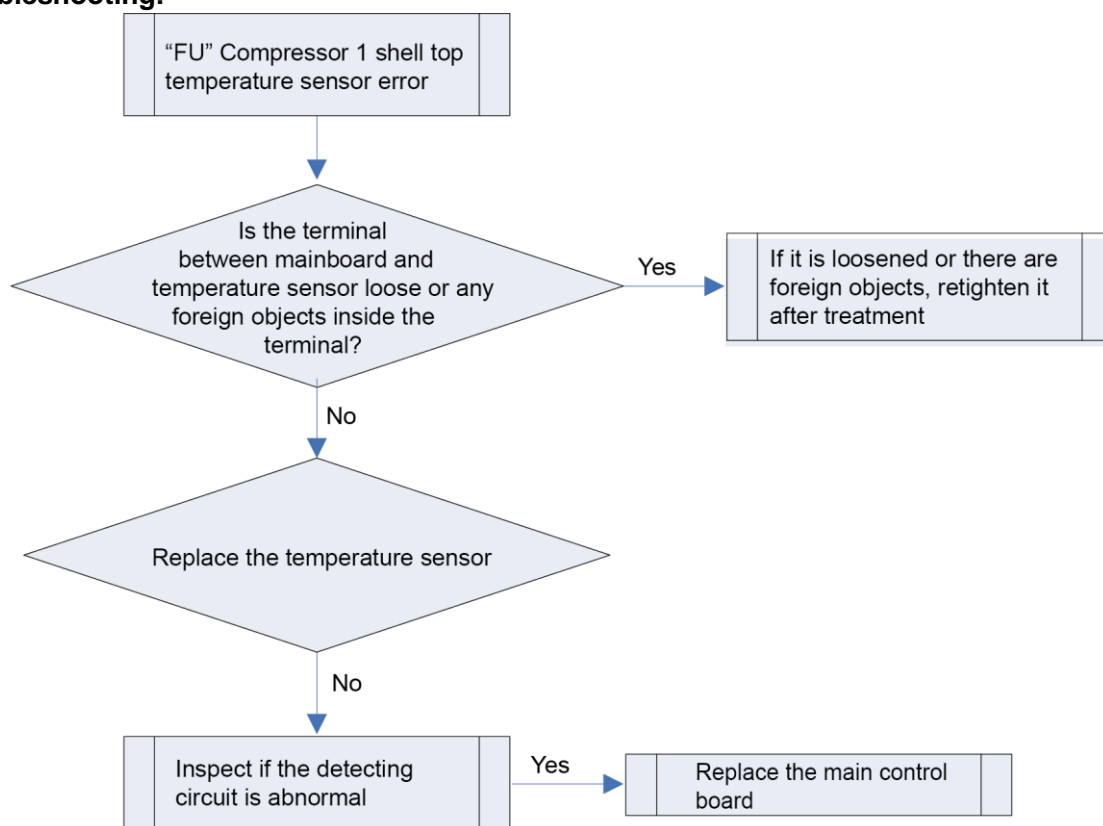 “FU” Compressor 1 shell top
temperature sensor error
Is the terminal
between mainboard and
temperature sensor loose or any
foreign objects inside the
terminal?
Yes
If it is loosened or there are
foreign objects, retighten it
after treatment
No
Replace the temperature sensor
No
Inspect if the detecting
circuit is abnormal
Yes
Replace the main control
board